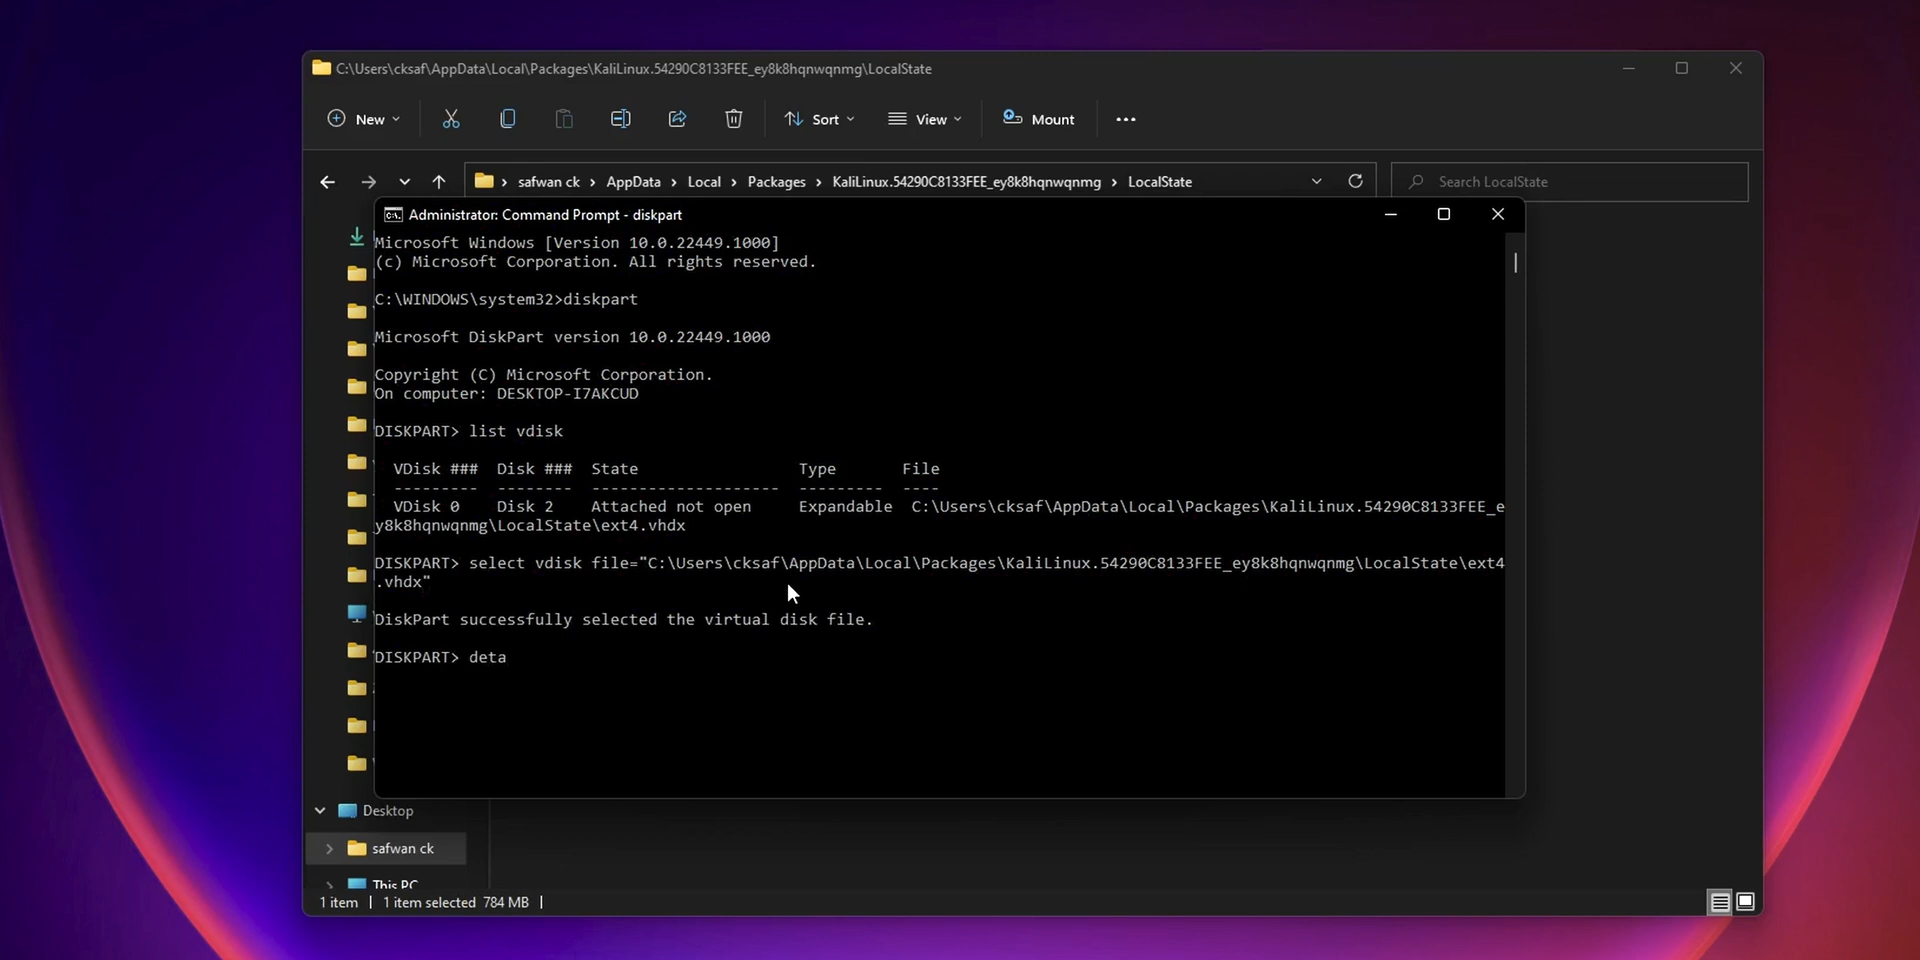 C:\Users\cksaf\AppData\Local\Packages\KaliLinux.54290C8133FEE_ey8k8hqnwqnmg\LocalState
New
Sort
View
Mount
safwan ck > AppData > Local > Packages > KaliLinux.54290C8133FEE_ey8k8hqnwqnmg > LocalState
Search LocalState
Administrator: Command Prompt - diskpart
Microsoft Windows [Version 10.0.22449.1000]
(c) Microsoft Corporation. All rights reserved.
C:\WINDOWS\system32>diskpart
Microsoft DiskPart version 10.0.22449.1000
Copyright (C) Microsoft Corporation.
On computer: DESKTOP-I7AKCUD
DISKPART> list vdisk
VDisk ### Disk ### State Type File
--------- -------- -------------------- --------- ----
VDisk 0 Disk 2 Attached not open Expandable C:\Users\cksaf\AppData\Local\Packages\KaliLinux.54290C8133FEE_e
y8k8hqnwqnmg\LocalState\ext4.vhdx
DISKPART> select vdisk file="C:\Users\cksaf\AppData\Local\Packages\KaliLinux.54290C8133FEE_ey8k8hqnwqnmg\LocalState\ext4
.vhdx"
DiskPart successfully selected the virtual disk file.
DISKPART> deta
Desktop
safwan ck
This PC
1 item | 1 item selected 784 MB |